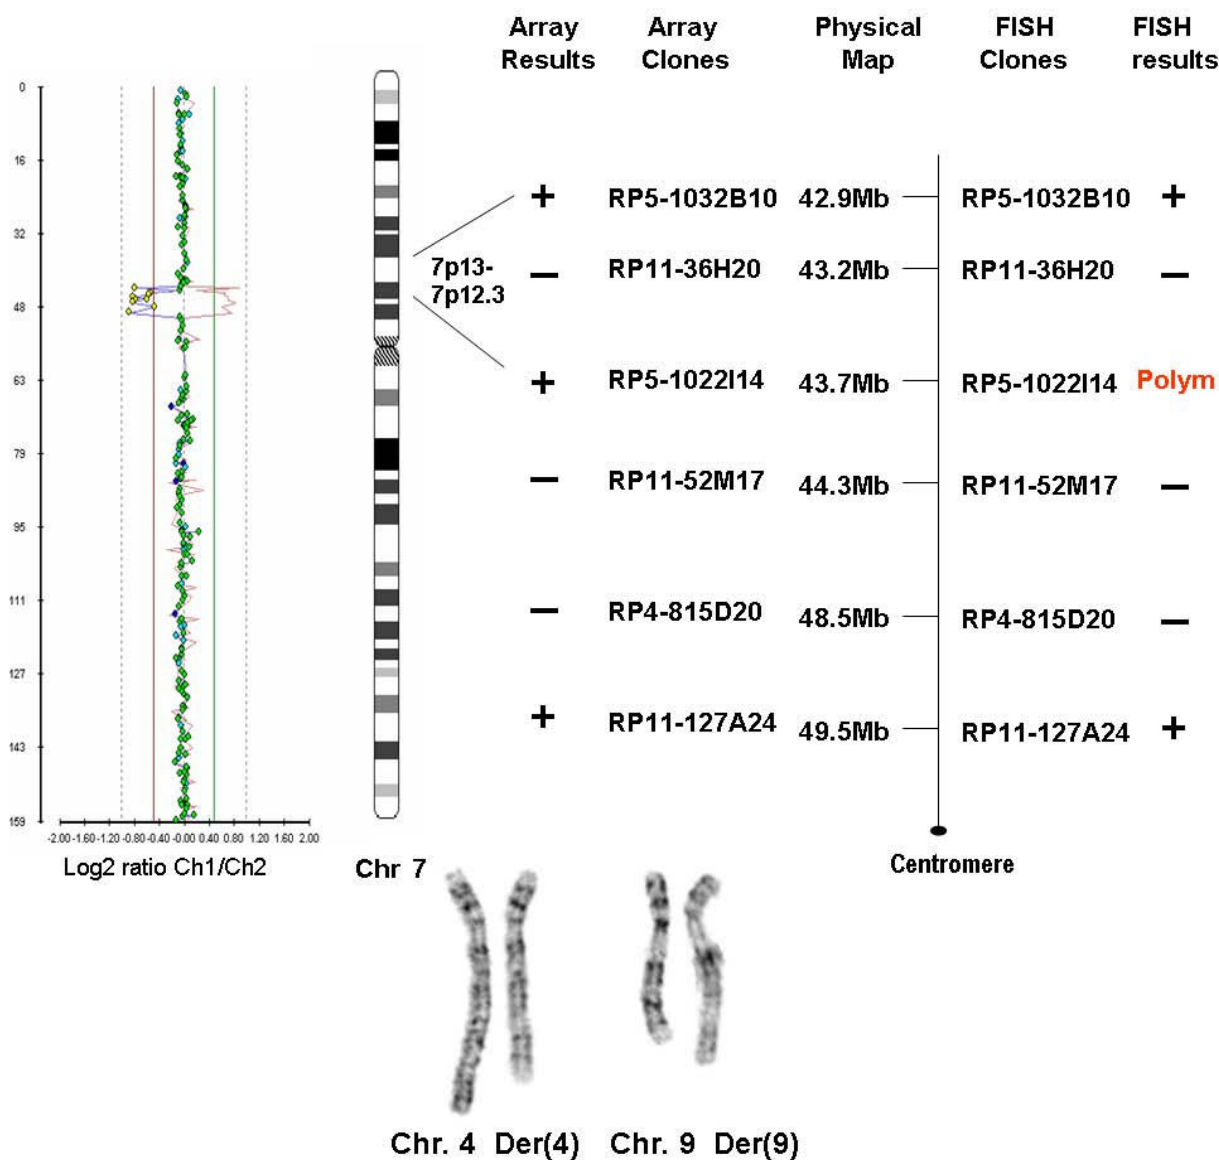 Array Array Physical FISH FISH
Results Clones Map Clones results
0
16
32
48
63
79
95
111
127
143
159
-2.00 -1.60 -1.20 -0.80 -0.40 -0.00 0.40 0.80 1.20 1.60 2.00
Log2 ratio Ch1/Ch2
Chr 7
7p13-
7p12.3
+ RP5-1032B10 42.9Mb RP5-1032B10 +
− RP11-36H20 43.2Mb RP11-36H20 −
+ RP5-1022I14 43.7Mb RP5-1022I14 Polym
− RP11-52M17 44.3Mb RP11-52M17 −
− RP4-815D20 48.5Mb RP4-815D20 −
+ RP11-127A24 49.5Mb RP11-127A24 +
Centromere
Chr. 4 Der(4) Chr. 9 Der(9)